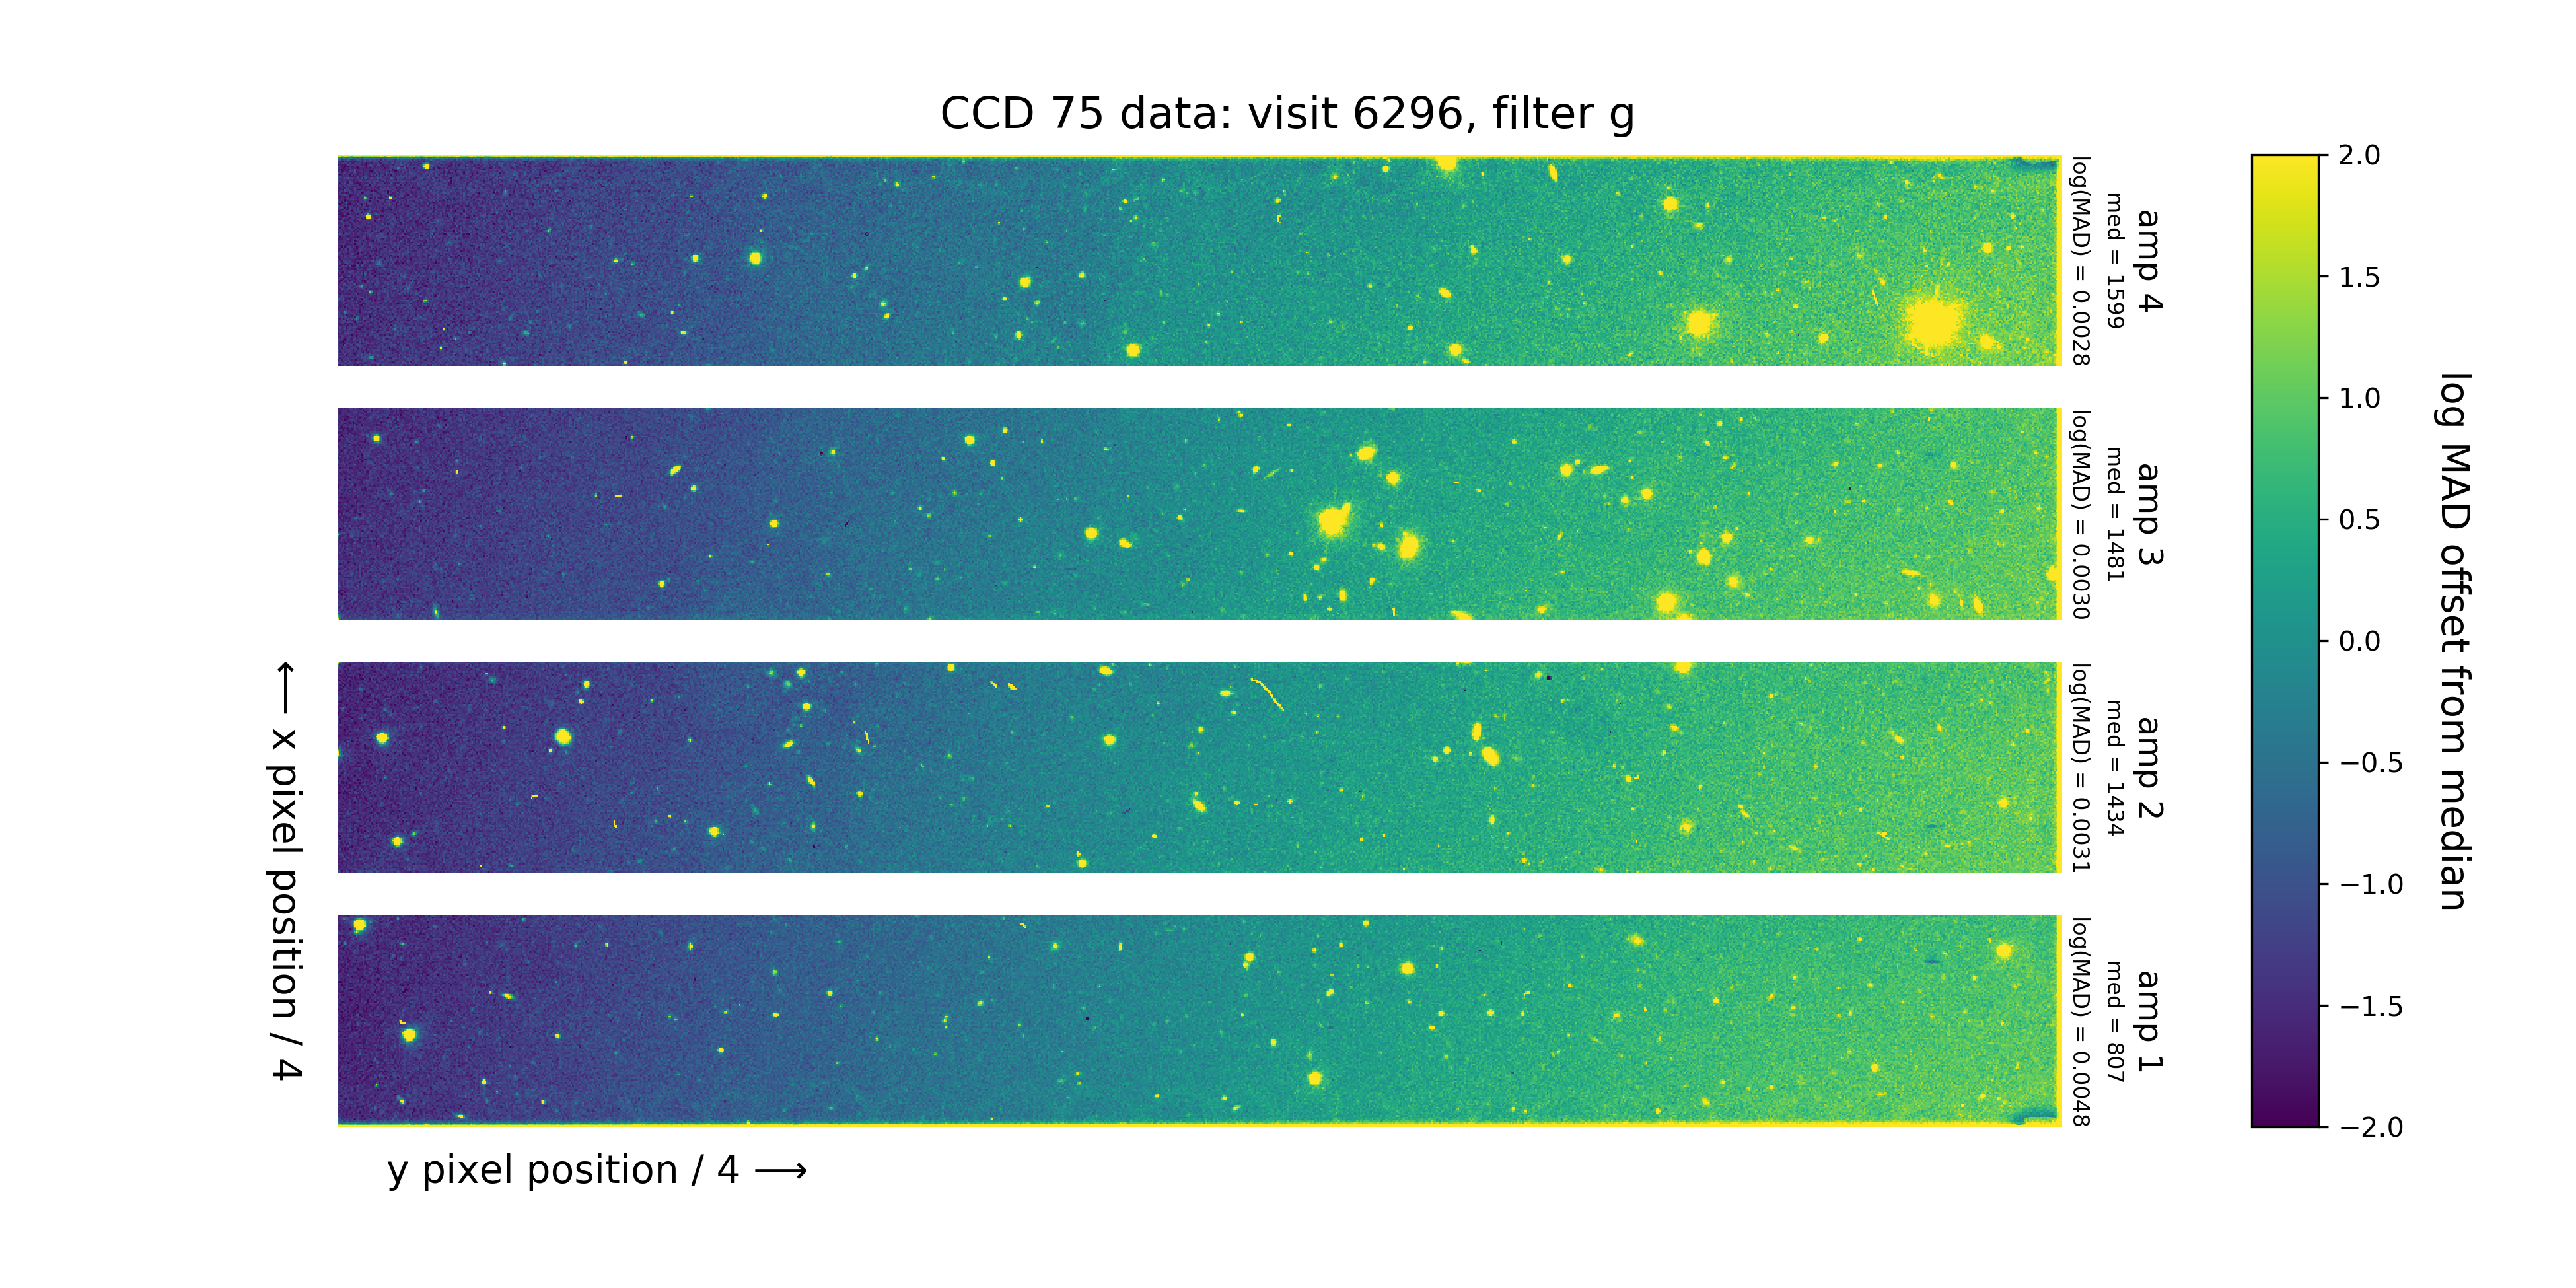 CCD 75 data: visit 6296, filter g
amp 4
med = 1599
log(MAD) = 0.0028
amp 3
med = 1481
log(MAD) = 0.0030
amp 2
med = 1434
log(MAD) = 0.0031
amp 1
med = 807
log(MAD) = 0.0048
⟵ x pixel position / 4
y pixel position / 4 ⟶
2.0
1.5
1.0
0.5
0.0
−0.5
−1.0
−1.5
−2.0
log MAD offset from median